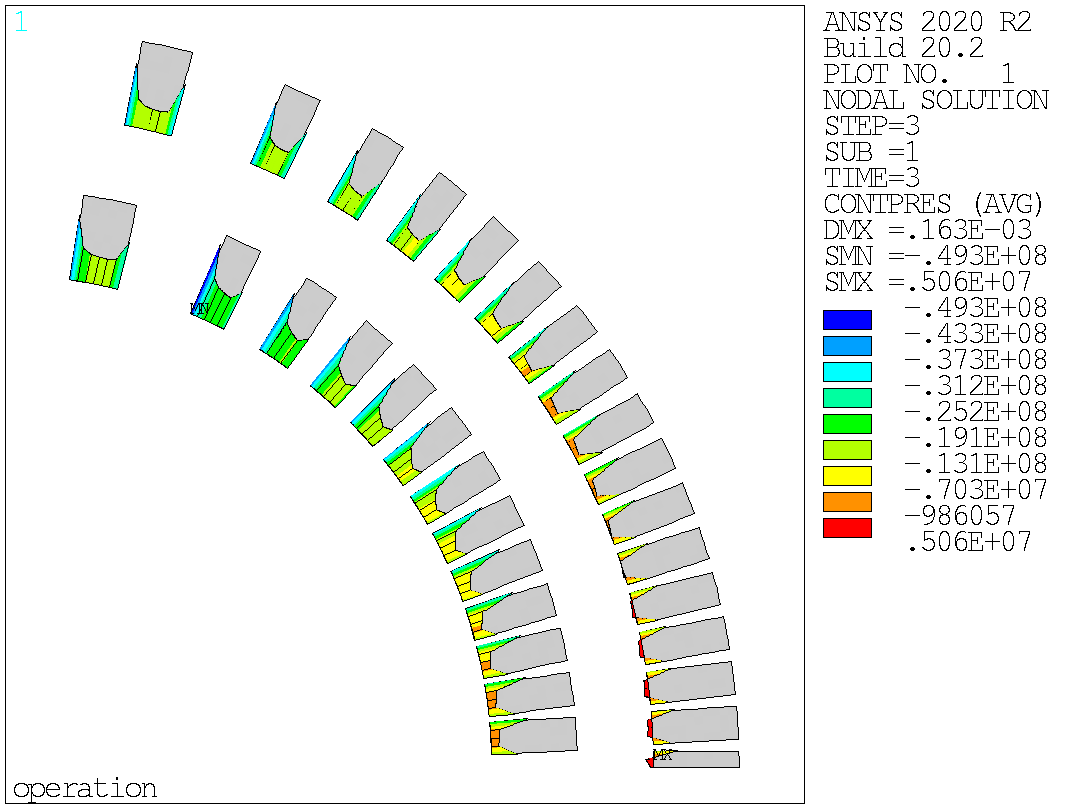 1
ANSYS 2020 R2
Build 20.2
PLOT NO. 1
NODAL SOLUTION
STEP=3
SUB =1
TIME=3
CONTPRES (AVG)
DMX =.163E-03
SMN =-.493E+08
SMX =.506E+07
-.493E+08
-.433E+08
-.373E+08
-.312E+08
-.252E+08
-.191E+08
-.131E+08
-.703E+07
-986057
.506E+07
MN
MX
operation